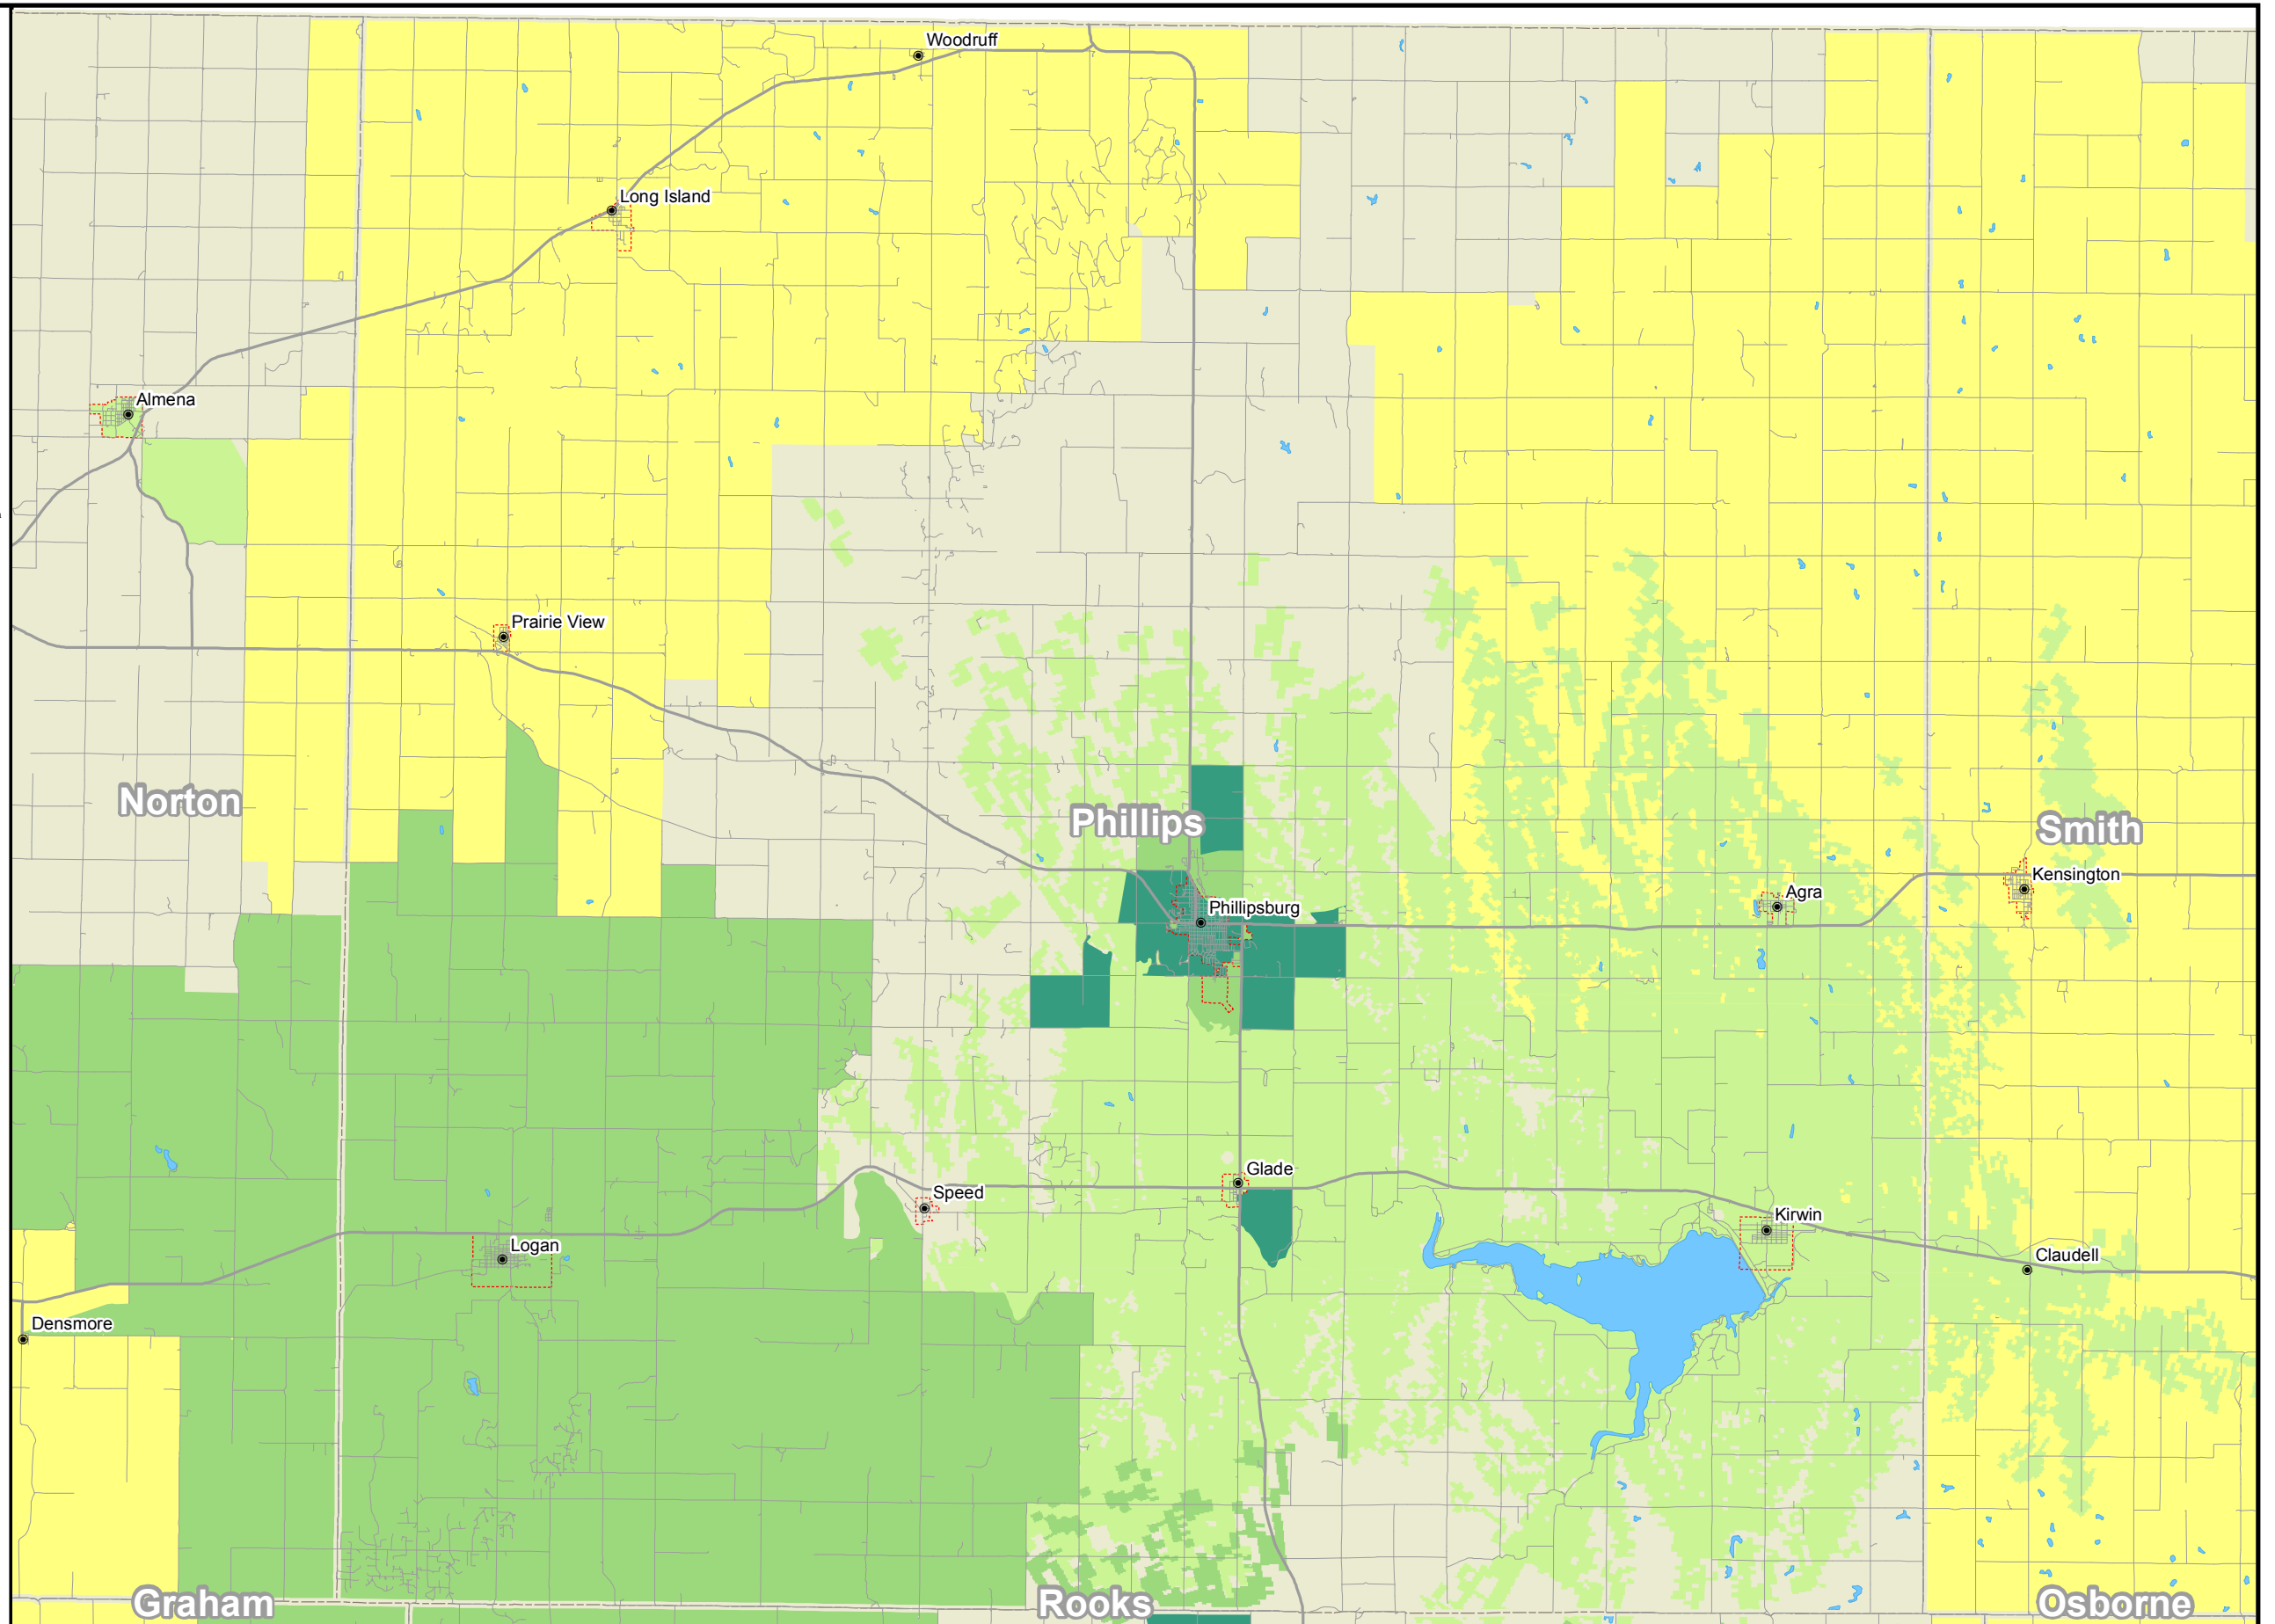 Woodruff
Long Island
Almena
Prairie View
Norton
Phillips
Smith
Kensington
Agra
Phillipsburg
Glade
Speed
Kirwin
Logan
Claudell
Densmore
Graham
Rooks
Osborne